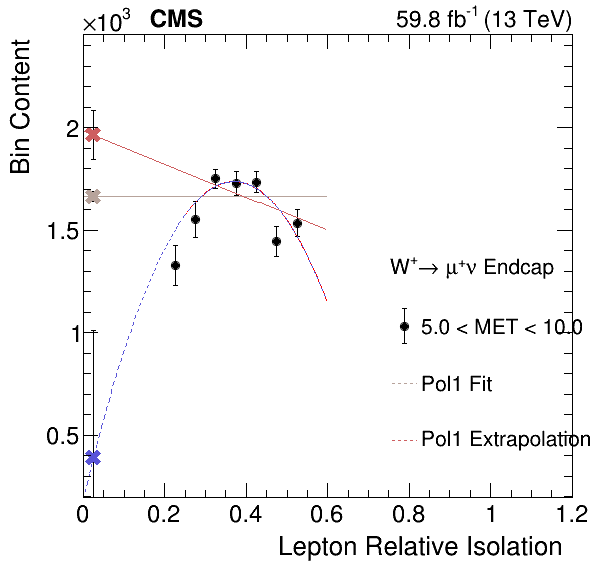 ×10³ CMS 59.8 fb⁻¹ (13 TeV)
Bin Content
2
1.5
1
0.5
W⁺→ μ⁺ν Endcap
5.0 < MET < 10.0
Pol1 Fit
Pol1 Extrapolation
0 0.2 0.4 0.6 0.8 1 1.2
Lepton Relative Isolation